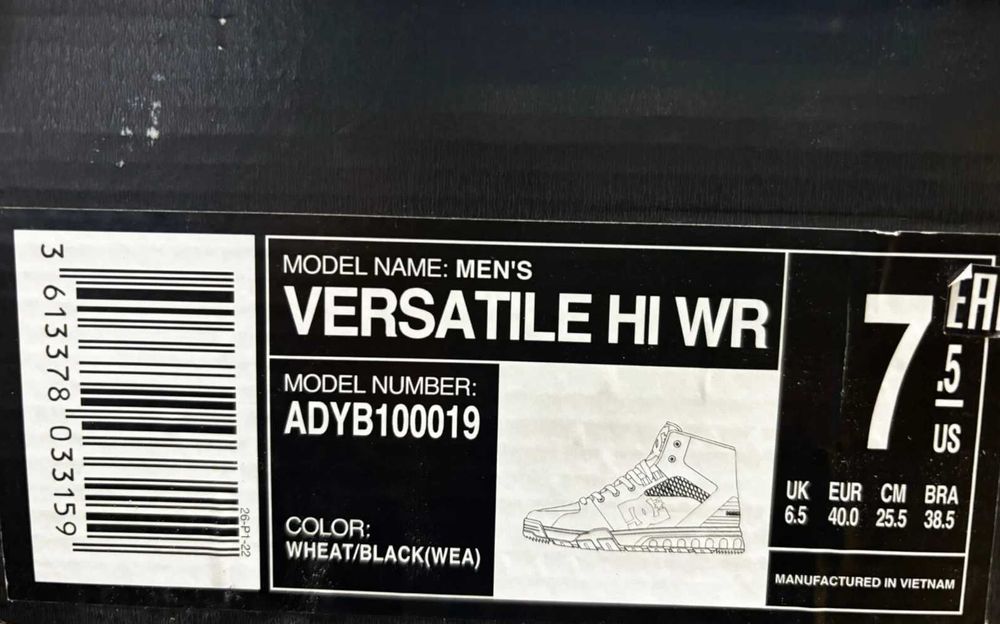 3 613378 033159
26-P1-22
MODEL NAME: MEN'S
VERSATILE HI WR
MODEL NUMBER:
ADYB100019
COLOR:
WHEAT/BLACK(WEA)
7.5
US
EAC
UK EUR CM BRA
6.5 40.0 25.5 38.5
MANUFACTURED IN VIETNAM